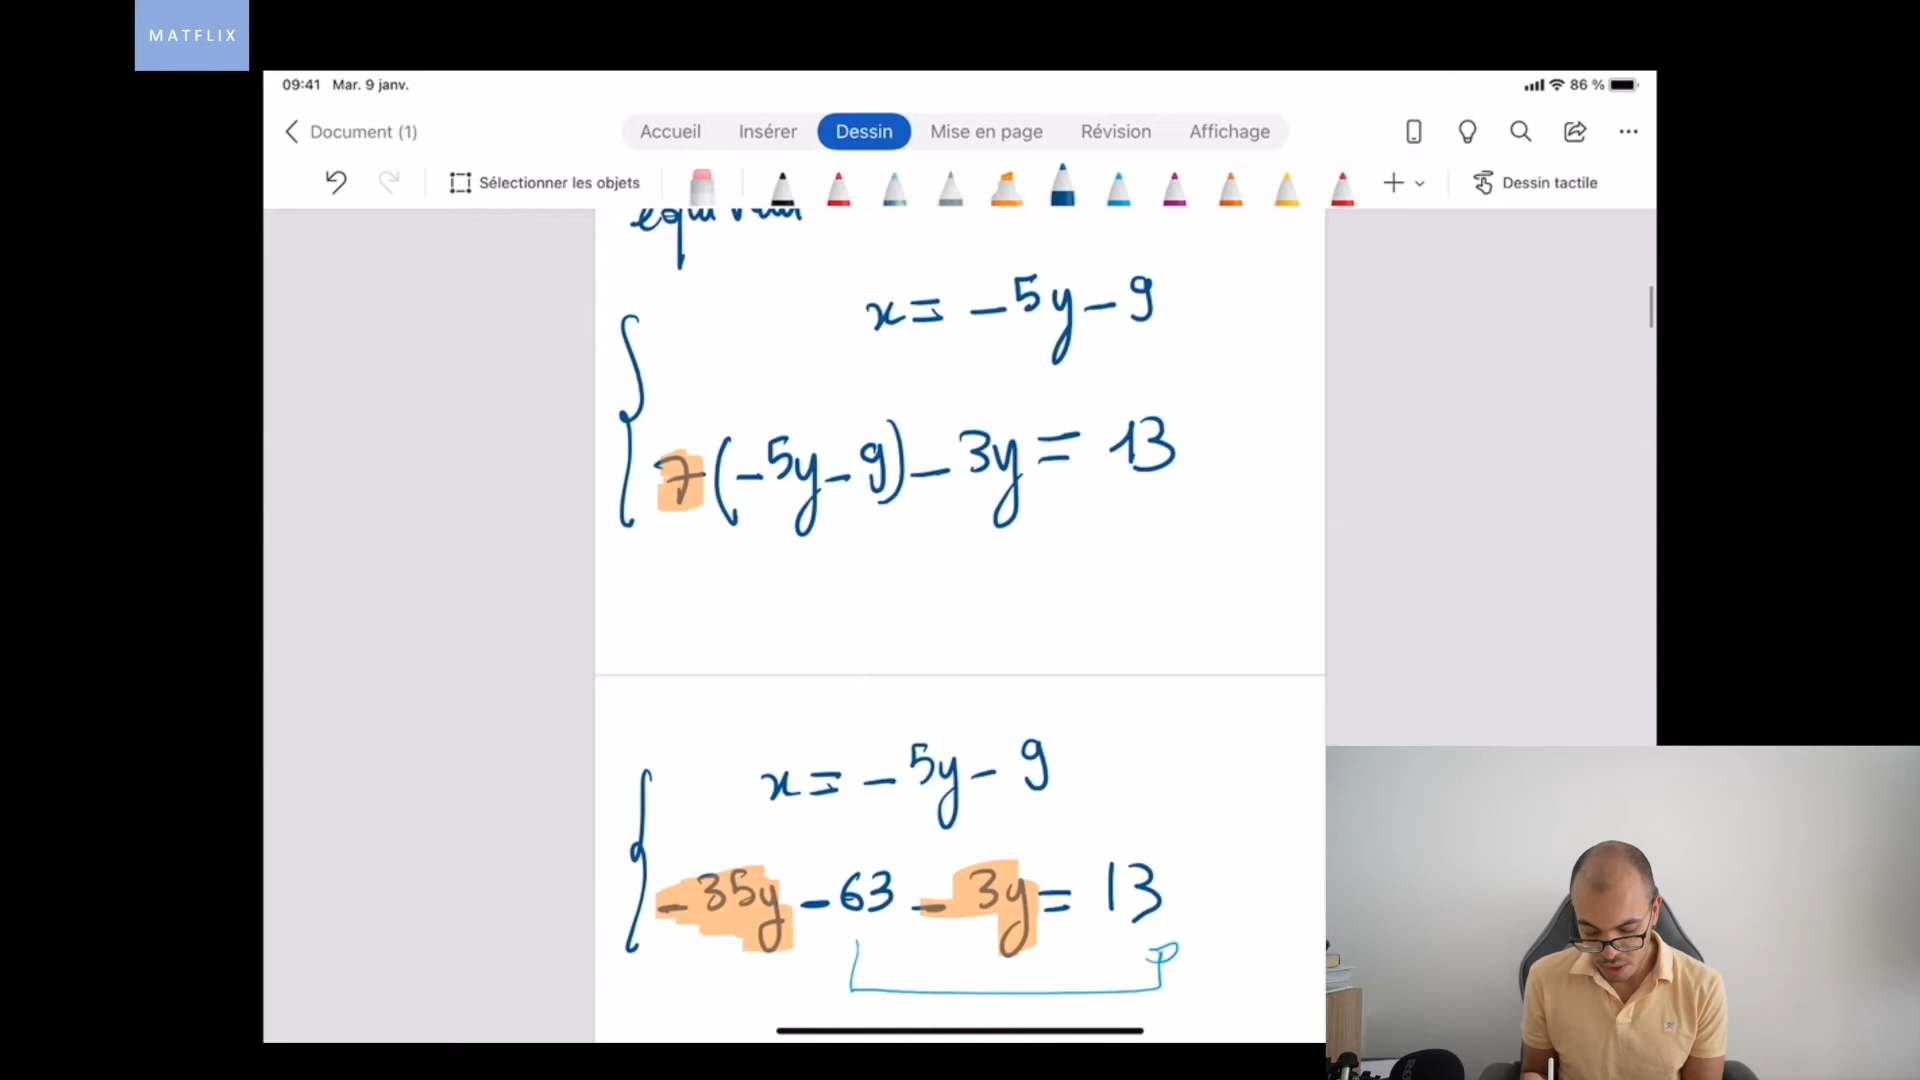 MATFLIX
09:41 Mar. 9 janv.
86 %
Document (1)
Accueil Insérer Dessin Mise en page Révision Affichage
Sélectionner les objets
Dessin tactile
x = -5y - 9
7(-5y - 9) - 3y = 13
x = -5y - 9
-35y - 63 - 3y = 13